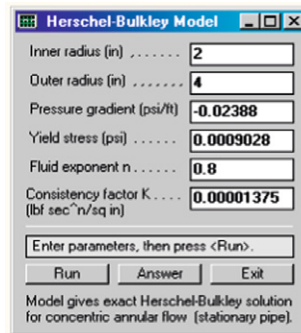 Herschel-Bulkley Model
Inner radius (in) , . . . . . . 2
Outer radius (in) , . . . . . . 4
Pressure gradient (psi/ft) -0.02388
Yield stress (psi) . . . . . . 0.0009028
Fluid exponent n . . . . . . 0.8
Consistency factor K . . . . 0.00001375
(lbf sec^n/sq in)
Enter parameters, then press <Run>.
Run Answer Exit
Model gives exact Herschel-Bulkley solution
for concentric annular flow (stationary pipe).